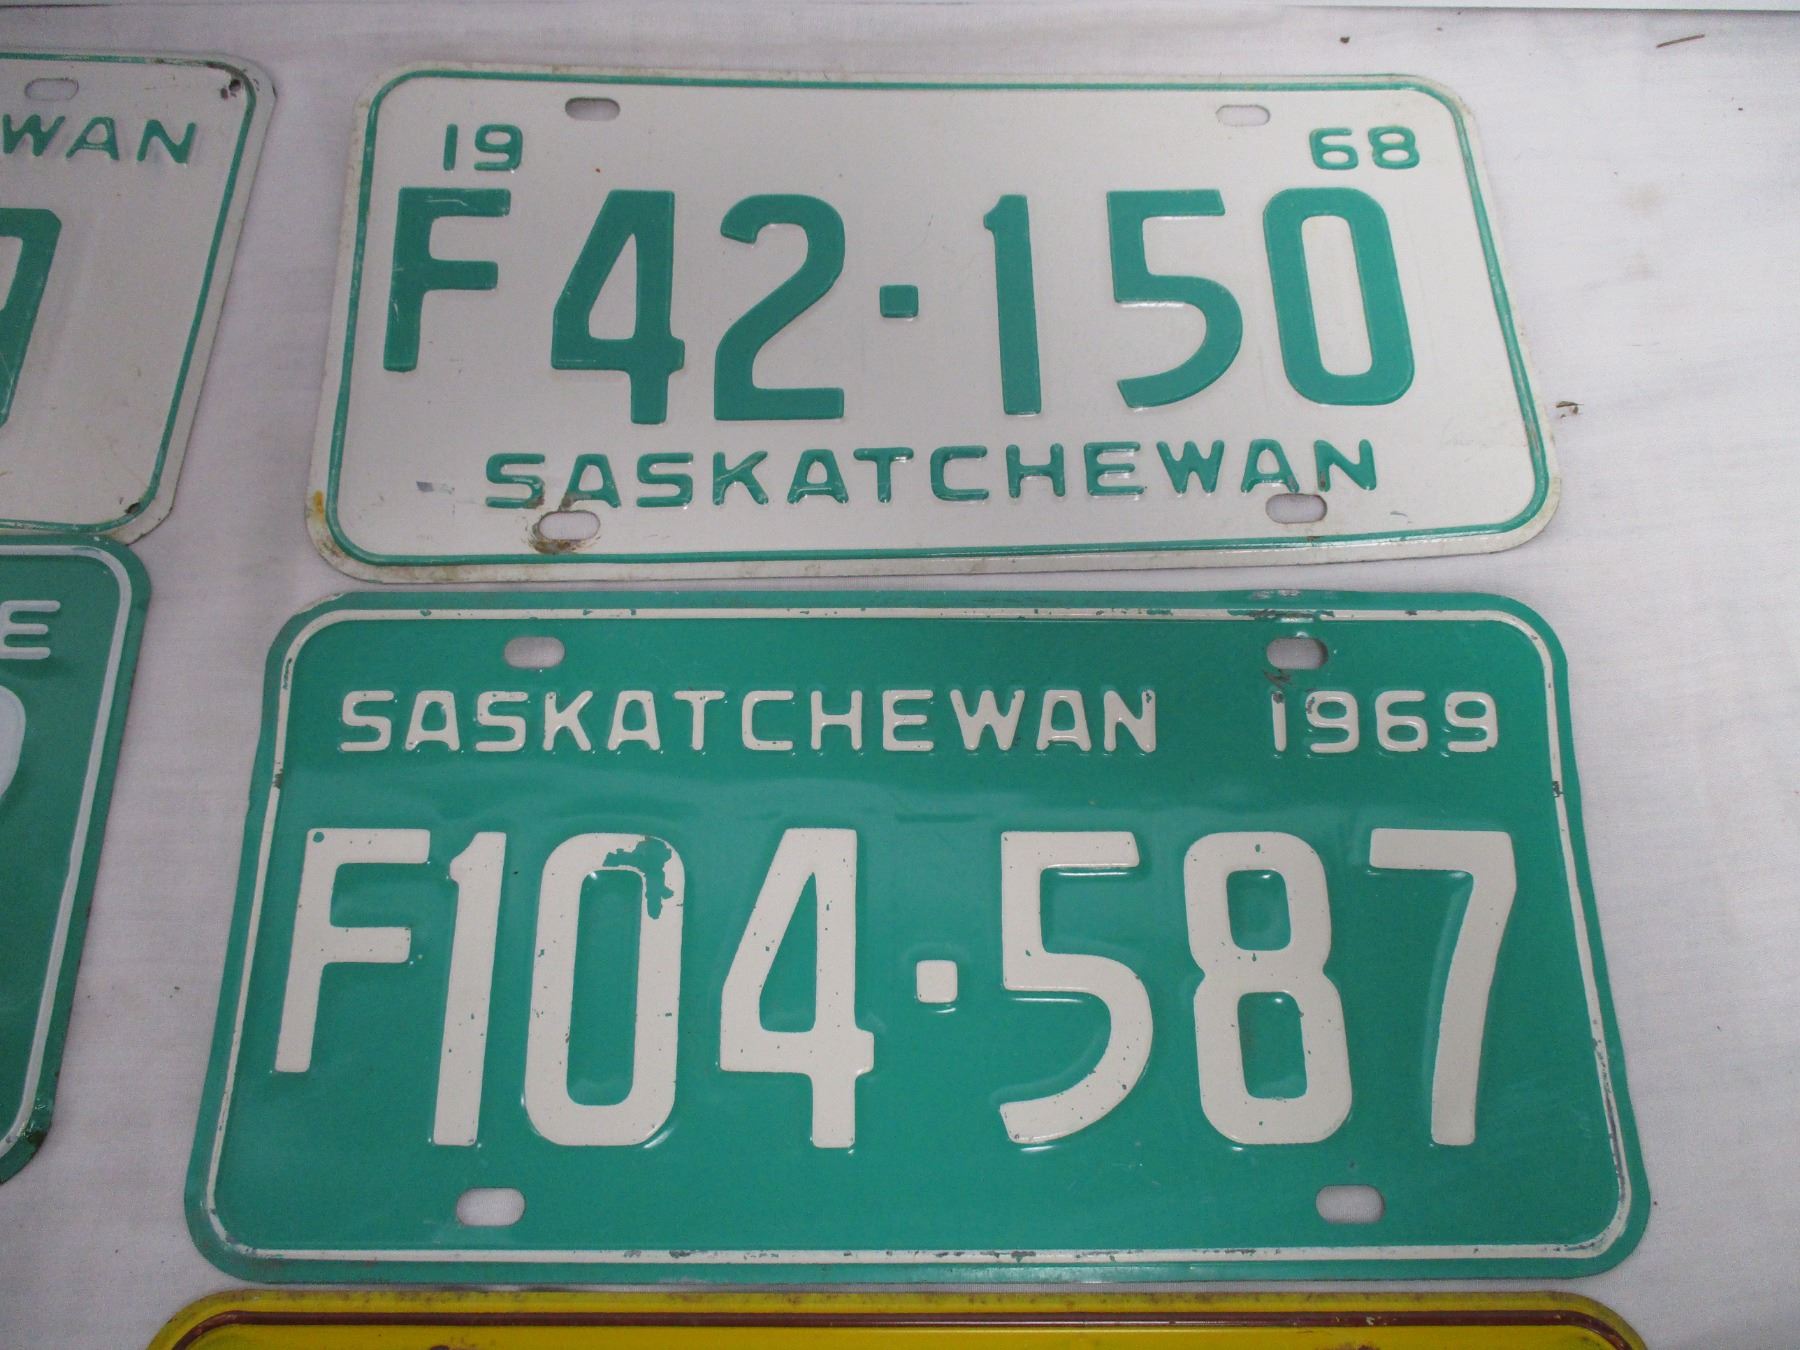 19 68
F42·150
SASKATCHEWAN
SASKATCHEWAN 1969
F104·587
WAN
E